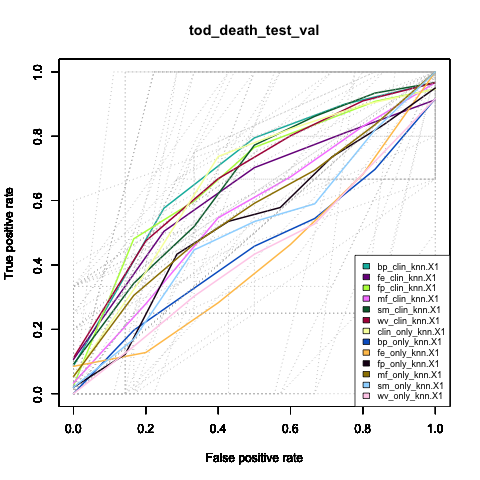 tod_death_test_val
True positive rate
1.0
0.8
0.6
0.4
0.2
0.0
bp_clin_knn.X1
fe_clin_knn.X1
fp_clin_knn.X1
mf_clin_knn.X1
sm_clin_knn.X1
wv_clin_knn.X1
clin_only_knn.X1
bp_only_knn.X1
fe_only_knn.X1
fp_only_knn.X1
mf_only_knn.X1
sm_only_knn.X1
wv_only_knn.X1
0.0 0.2 0.4 0.6 0.8 1.0
False positive rate